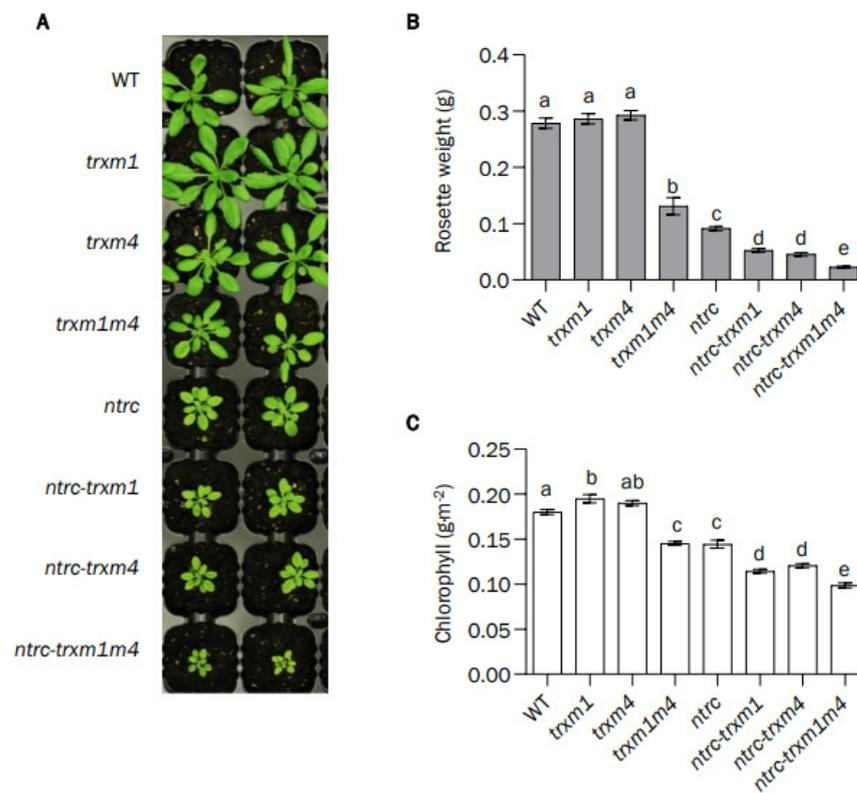 A
WT
trxm1
trxm4
trxm1m4
ntrc
ntrc-trxm1
ntrc-trxm4
ntrc-trxm1m4
B
Rosette weight (g)
0.4
0.3
0.2
0.1
0.0
a a a b c d d e
WT trxm1 trxm4 trxm1m4 ntrc ntrc-trxm1 ntrc-trxm4 ntrc-trxm1m4
C
Chlorophyll (g·m-2)
0.25
0.20
0.15
0.10
0.05
0.00
a b ab c c d d e
WT trxm1 trxm4 trxm1m4 ntrc ntrc-trxm1 ntrc-trxm4 ntrc-trxm1m4